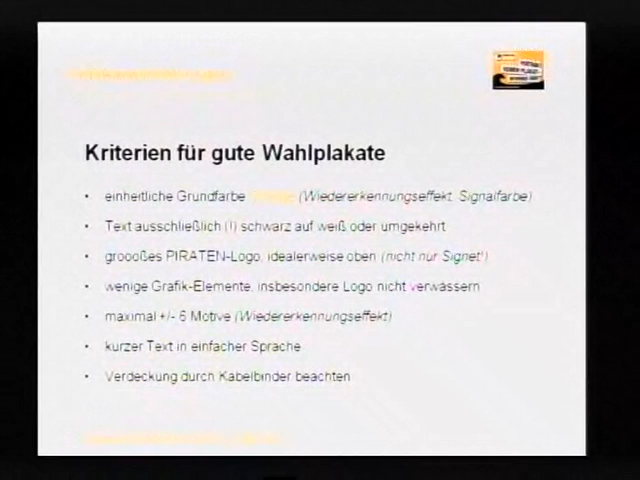 Kriterien für gute Wahlplakate
• einheitliche Grundfarbe (Wiedererkennungseffekt, Signalfarbe)
• Text ausschließlich (!) schwarz auf weiß oder umgekehrt
• groooßes PIRATEN-Logo, idealerweise oben (nicht nur Signet!)
• wenige Grafik-Elemente, insbesondere Logo nicht verwässern
• maximal +/- 6 Motive (Wiedererkennungseffekt)
• kurzer Text in einfacher Sprache
• Verdeckung durch Kabelbinder beachten